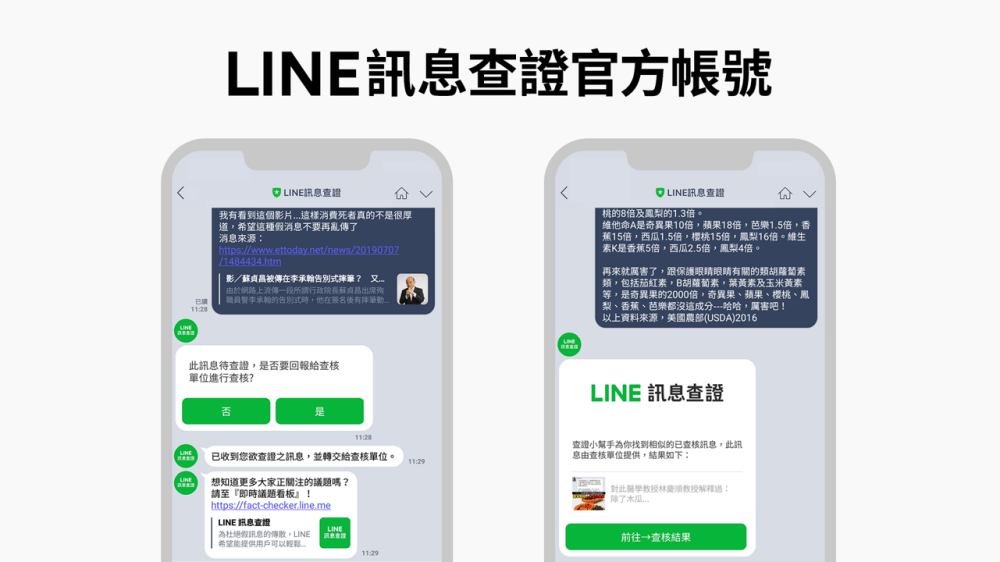 LINE訊息查證官方帳號
LINE訊息查證
我有看到這個影片...這樣消費死者真的不是很厚
道，希望這種假消息不要再亂傳了
消息來源：
https://www.ettoday.net/news/20190707
/1484434.htm
影／蘇貞昌被傳在李承翰告別式摔筆？ 又...
由於網路上流傳一段所謂行政院長蘇貞昌出席殉
職員警李承翰的告別式時，他在簽名後有摔筆動...
已讀
11:28
LINE
訊息查證
此訊息待查證，是否要回報給查核
單位進行查核?
否
是
11:28
LINE
訊息查證
已收到您欲查證之訊息，並轉交給查核單位。
11:29
LINE
訊息查證
想知道更多大家正關注的議題嗎？
請至『即時議題看板』！
https://fact-checker.line.me
LINE 訊息查證
為杜絕假訊息的傳散，LINE
希望能提供用戶可以輕鬆...
LINE
訊息查證
11:29
LINE訊息查證
桃的8倍及鳳梨的1.3倍。
維他命A是奇異果10倍，蘋果18倍，芭樂1.5倍，香
蕉15倍，西瓜1.5倍，櫻桃15倍，鳳梨16倍。維生
素K是香蕉5倍，西瓜2.5倍，鳳梨4倍。
再來就厲害了，跟保護眼睛眼睛有關的類胡蘿蔔素
類，包括茄紅素，B胡蘿蔔素，葉黃素及玉米黃素
等，是奇異果的2000倍，奇異果、蘋果、櫻桃、鳳
梨、香蕉、芭樂都沒這成分---哈哈，厲害吧！
以上資料來源，美國農部(USDA)2016
LINE
訊息查證
LINE 訊息查證
查證小幫手為你找到相似的已查核訊息，此訊
息由查核單位提供，結果如下：
對此醫學教授林慶順教授解釋過：
除了木瓜...
前往→查核結果